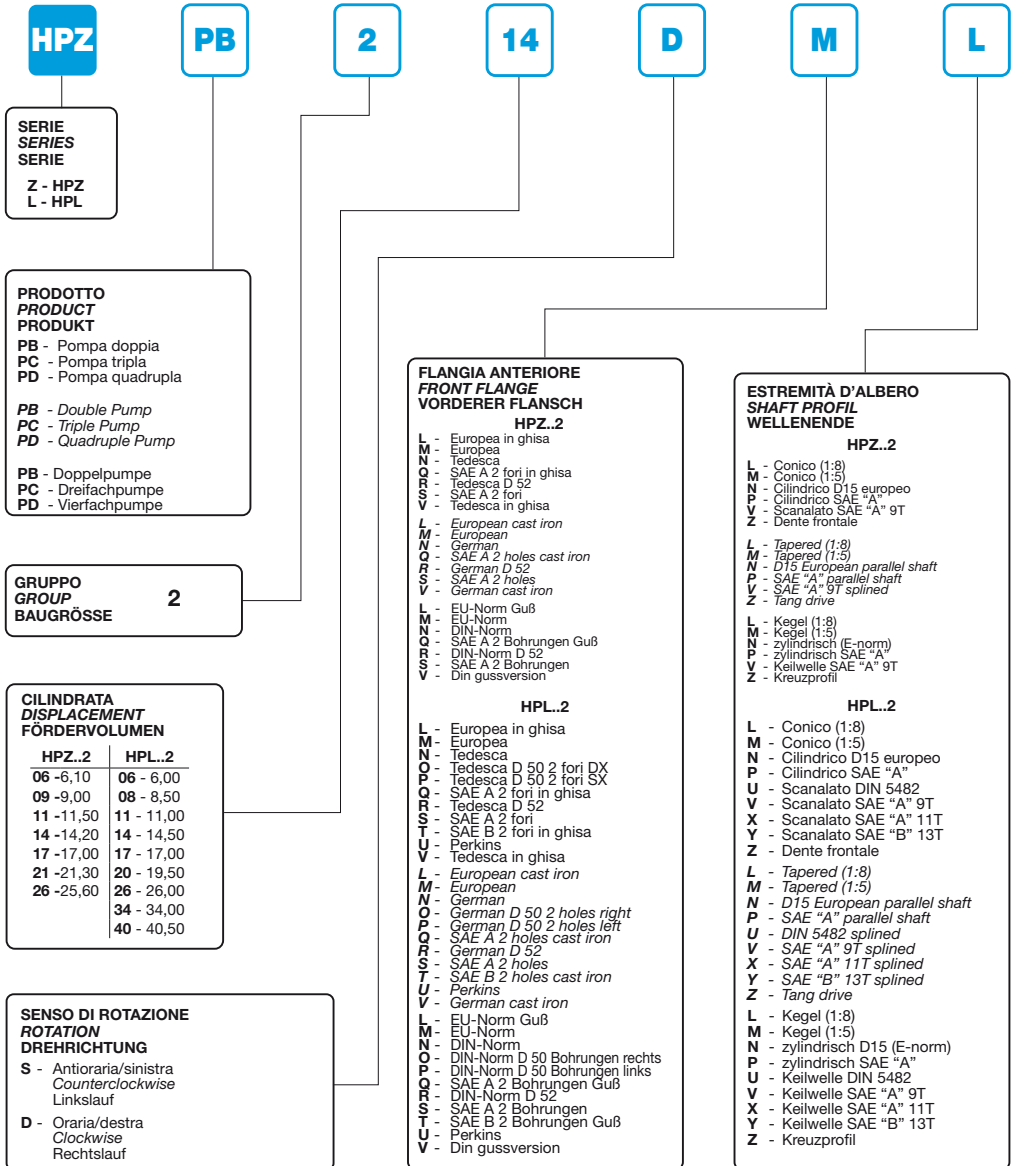 HPZ PB 2 14 D M L
SERIE
SERIES
SERIE
Z - HPZ
L - HPL
PRODOTTO
PRODUCT
PRODUKT
PB - Pompa doppia
PC - Pompa tripla
PD - Pompa quadrupla
PB - Double Pump
PC - Triple Pump
PD - Quadruple Pump
PB - Doppelpumpe
PC - Dreifachpumpe
PD - Vierfachpumpe
GRUPPO
GROUP 2
BAUGRÖSSE
CILINDRATA
DISPLACEMENT
FÖRDERVOLUMEN
HPZ..2 HPL..2
06 -6,10 06 - 6,00
09 -9,00 08 - 8,50
11 -11,50 11 - 11,00
14 -14,20 14 - 14,50
17 -17,00 17 - 17,00
21 -21,30 20 - 19,50
26 -25,60 26 - 26,00
34 - 34,00
40 - 40,50
SENSO DI ROTAZIONE
ROTATION
DREHRICHTUNG
S - Antioraria/sinistra
Counterclockwise
Linkslauf
D - Oraria/destra
Clockwise
Rechtslauf
FLANGIA ANTERIORE
FRONT FLANGE
VORDERER FLANSCH
HPZ..2
L - Europea in ghisa
M - Europea
N - Tedesca
Q - SAE A 2 fori in ghisa
R - Tedesca D 52
S - SAE A 2 fori
V - Tedesca in ghisa
L - European cast iron
M - European
N - German
Q - SAE A 2 holes cast iron
R - German D 52
S - SAE A 2 holes
V - German cast iron
L - EU-Norm Guß
M - EU-Norm
N - DIN-Norm
Q - SAE A 2 Bohrungen Guß
R - DIN-Norm D 52
S - SAE A 2 Bohrungen
V - Din gussversion
HPL..2
L - Europea in ghisa
M - Europea
N - Tedesca
O - Tedesca D 50 2 fori DX
P - Tedesca D 50 2 fori SX
Q - SAE A 2 fori in ghisa
R - Tedesca D 52
S - SAE A 2 fori
T - SAE B 2 fori in ghisa
U - Perkins
V - Tedesca in ghisa
L - European cast iron
M - European
N - German
O - German D 50 2 holes right
P - German D 50 2 holes left
Q - SAE A 2 holes cast iron
R - German D 52
S - SAE A 2 holes
T - SAE B 2 holes cast iron
U - Perkins
V - German cast iron
L - EU-Norm Guß
M - EU-Norm
N - DIN-Norm
O - DIN-Norm D 50 Bohrungen rechts
P - DIN-Norm D 50 Bohrungen links
Q - SAE A 2 Bohrungen Guß
R - DIN-Norm D 52
S - SAE A 2 Bohrungen
T - SAE B 2 Bohrungen Guß
U - Perkins
V - Din gussversion
ESTREMITÀ D'ALBERO
SHAFT PROFIL
WELLENENDE
HPZ..2
L - Conico (1:8)
M - Conico (1:5)
N - Cilindrico D15 europeo
P - Cilindrico SAE “A”
V - Scanalato SAE “A” 9T
Z - Dente frontale
L - Tapered (1:8)
M - Tapered (1:5)
N - D15 European parallel shaft
P - SAE “A” parallel shaft
V - SAE “A” 9T splined
Z - Tang drive
L - Kegel (1:8)
M - Kegel (1:5)
N - zylindrisch (E-norm)
P - zylindrisch SAE “A”
V - Keilwelle SAE “A” 9T
Z - Kreuzprofil
HPL..2
L - Conico (1:8)
M - Conico (1:5)
N - Cilindrico D15 europeo
P - Cilindrico SAE “A”
U - Scanalato DIN 5482
V - Scanalato SAE “A” 9T
X - Scanalato SAE “A” 11T
Y - Scanalato SAE “B” 13T
Z - Dente frontale
L - Tapered (1:8)
M - Tapered (1:5)
N - D15 European parallel shaft
P - SAE “A” parallel shaft
U - DIN 5482 splined
V - SAE “A” 9T splined
X - SAE “A” 11T splined
Y - SAE “B” 13T splined
Z - Tang drive
L - Kegel (1:8)
M - Kegel (1:5)
N - zylindrisch D15 (E-norm)
P - zylindrisch SAE “A”
U - Keilwelle DIN 5482
V - Keilwelle SAE “A” 9T
X - Keilwelle SAE “A” 11T
Y - Keilwelle SAE “B” 13T
Z - Kreuzprofil